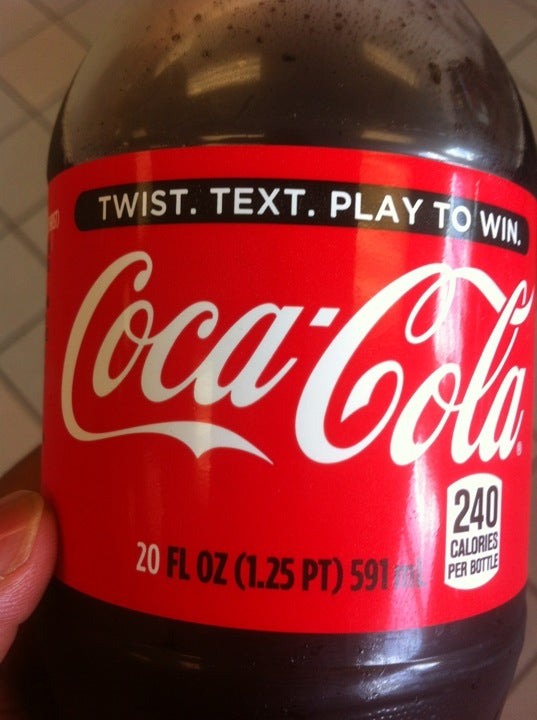 TWIST. TEXT. PLAY TO WIN.
Coca-Cola®
240
CALORIES
PER BOTTLE
20 FL OZ (1.25 PT) 591 mL